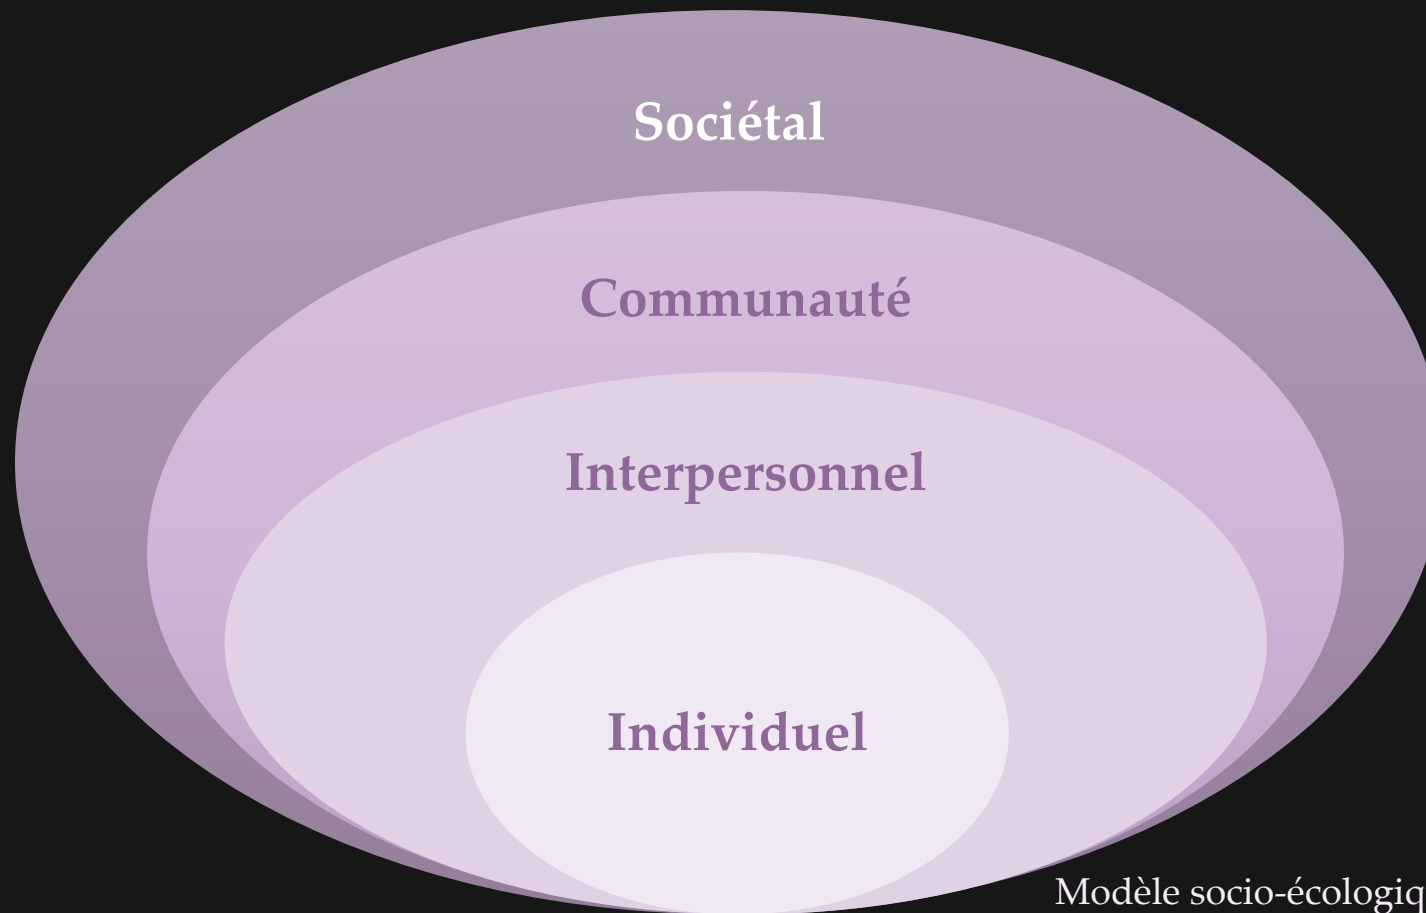 Sociétal
Communauté
Interpersonnel
Individuel
Modèle socio-écologiq